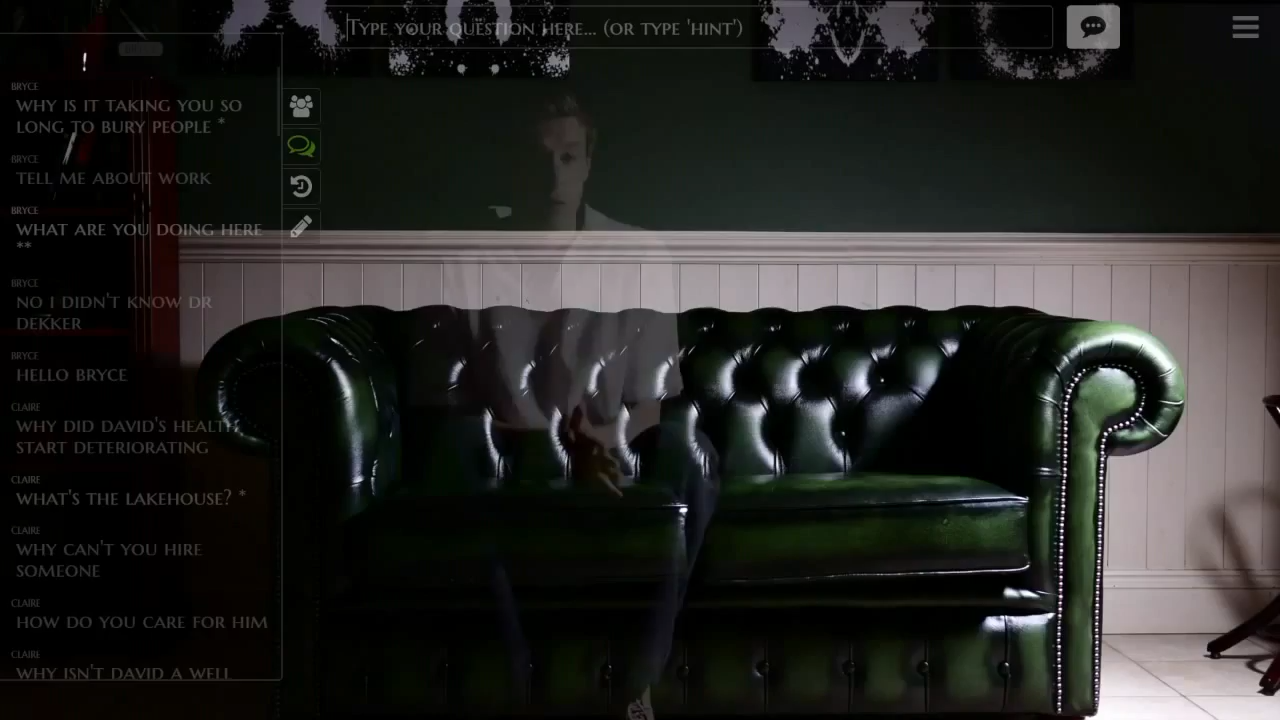 Type your question here... (or type 'hint')
BRYCE
WHY IS IT TAKING YOU SO
LONG TO BURY PEOPLE *
BRYCE
TELL ME ABOUT WORK
BRYCE
WHAT ARE YOU DOING HERE
**
BRYCE
NO I DIDN'T KNOW DR
DEKKER
BRYCE
HELLO BRYCE
CLAIRE
WHY DID DAVID'S HEALTH
START DETERIORATING
CLAIRE
WHAT'S THE LAKEHOUSE? *
CLAIRE
WHY CAN'T YOU HIRE
SOMEONE
CLAIRE
HOW DO YOU CARE FOR HIM
CLAIRE
WHY ISN'T DAVID A WELL